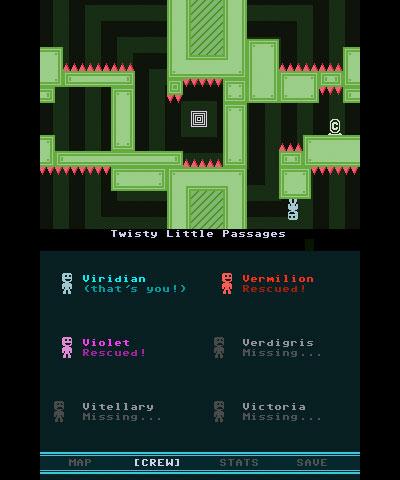 C
Twisty Little Passages
Viridian
(that's you!)
Vermilion
Rescued!
Violet
Rescued!
Verdigris
Missing...
Vitellary
Missing...
Victoria
Missing...
MAP [CREW] STATS SAVE